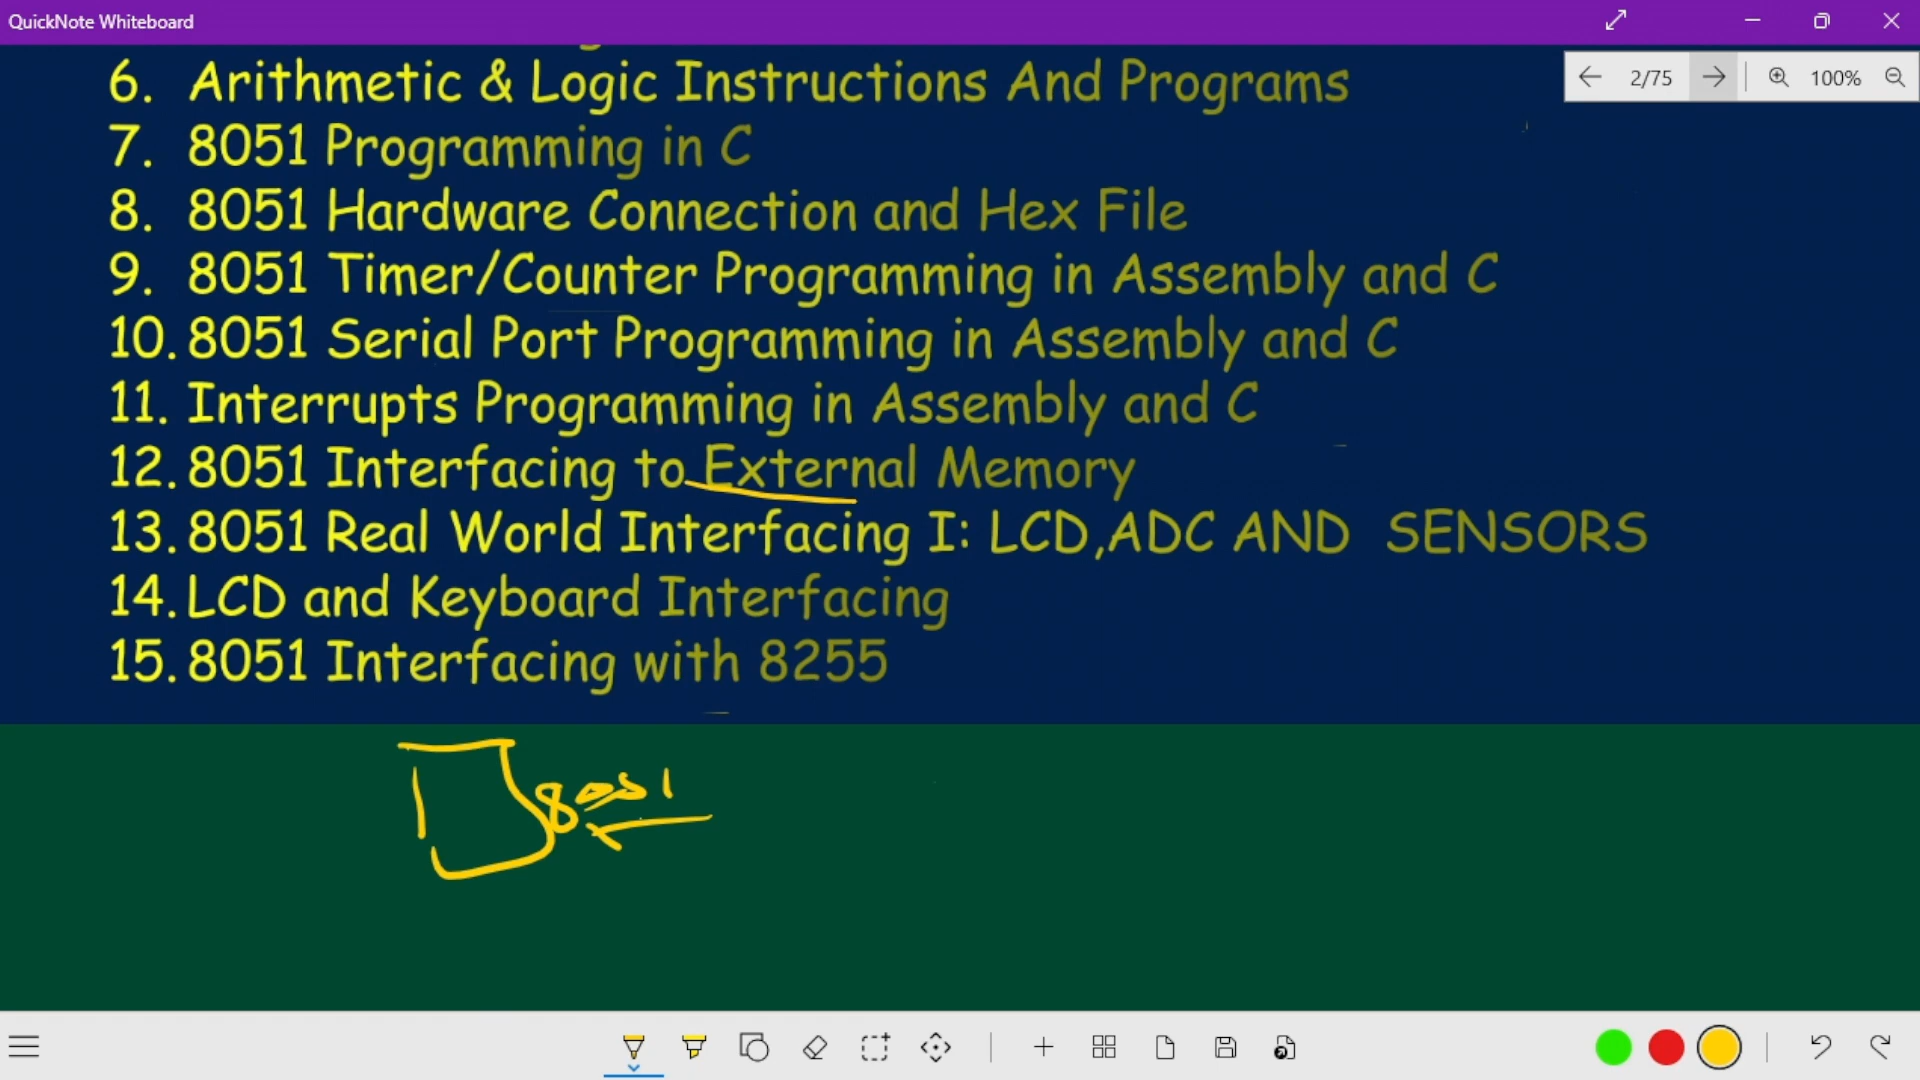 QuickNote Whiteboard
2/75
100%
6. Arithmetic & Logic Instructions And Programs
7. 8051 Programming in C
8. 8051 Hardware Connection and Hex File
9. 8051 Timer/Counter Programming in Assembly and C
10. 8051 Serial Port Programming in Assembly and C
11. Interrupts Programming in Assembly and C
12. 8051 Interfacing to External Memory
13. 8051 Real World Interfacing I: LCD,ADC AND SENSORS
14. LCD and Keyboard Interfacing
15. 8051 Interfacing with 8255
8051